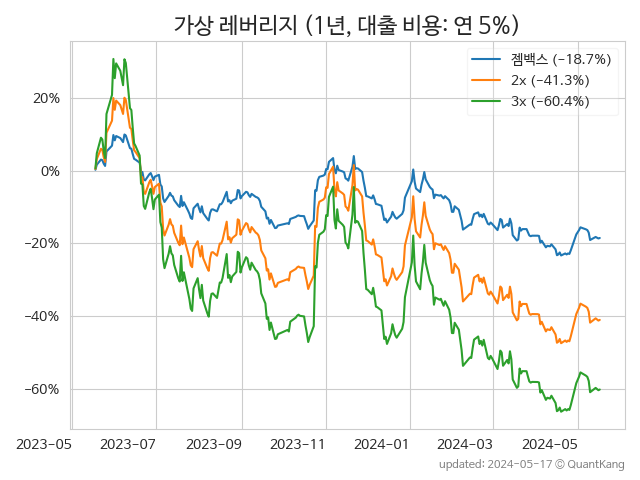 가상 레버리지 (1년, 대출 비용: 연 5%)
젬백스 (−18.7%)
2x (−41.3%)
3x (−60.4%)
20%
0%
−20%
−40%
−60%
2023-05 2023-07 2023-09 2023-11 2024-01 2024-03 2024-05
updated: 2024-05-17 © QuantKang